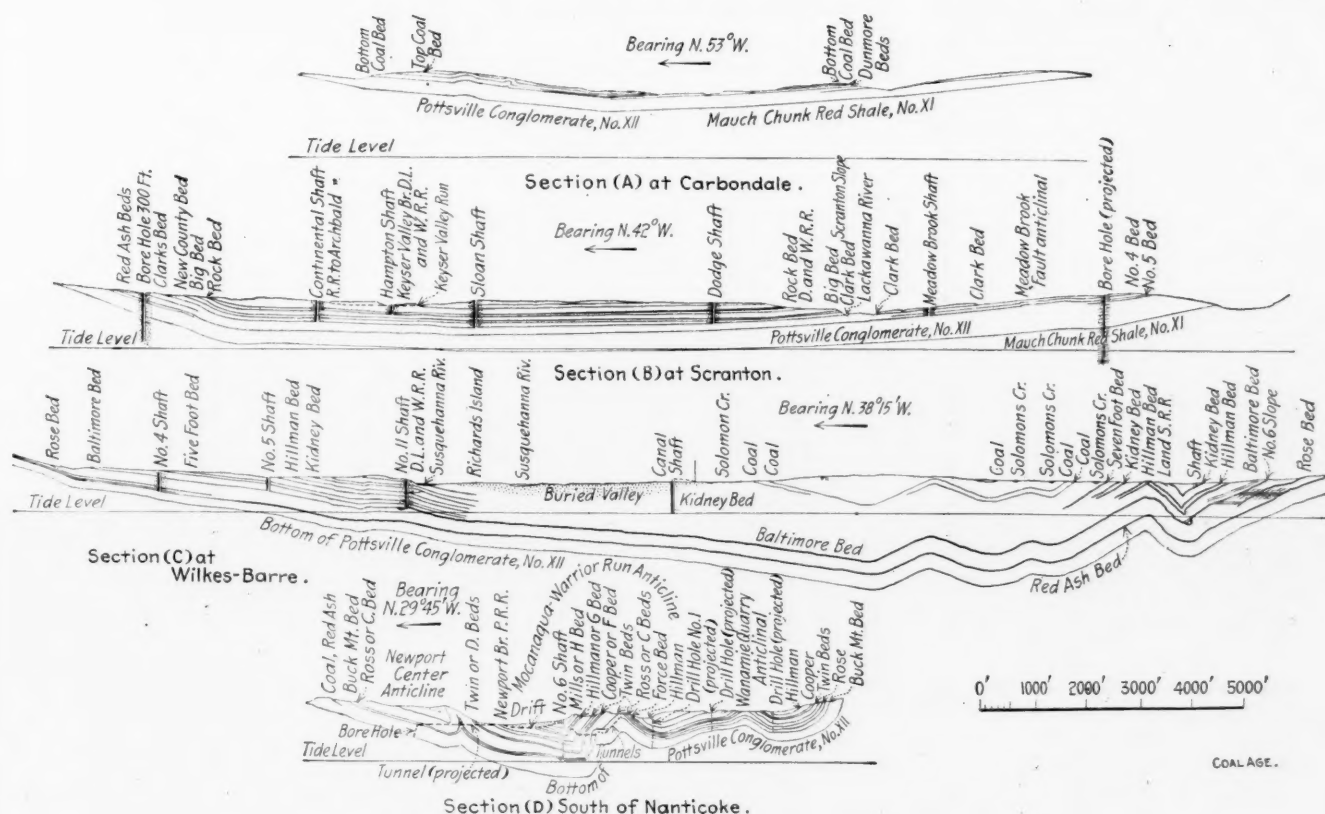 Bottom Coal Bed
Top Coal Bed
Bearing N. 53° W.
Bottom Coal Bed
Dunmore Beds
Pottsville Conglomerate, No. XII
Mauch Chunk Red Shale, No. XI
Tide Level
Section (A) at Carbondale.
Red Ash Beds
Bore Hole 300 Ft.
Clarks Bed
New County Bed
Big Bed
Rock Bed
Continental Shaft
R.R. to Archbald "
Hampton Shaft
Keyser Valley Br. D.L. and W.R.R.
Keyser Valley Run
Sloan Shaft
Bearing N. 42° W.
Dodge Shaft
Rock Bed
D. and W.R.R.
Big Bed
Scranton Slope
Clark Bed
Lackawanna River
Clark Bed
Meadow Brook Shaft
Clark Bed
Meadow Brook Fault anticlinal
Bore Hole (projected)
No. 4 Bed
No. 5 Bed
Tide Level
Pottsville Conglomerate, No. XII
Mauch Chunk Red Shale, No. XI
Section (B) at Scranton.
Rose Bed
Baltimore Bed
No. 4 Shaft
Five Foot Bed
No. 5 Shaft
Hillman Bed
Kidney Bed
No. 11 Shaft
D.L. and W.R.R.
Susquehanna Riv.
Richards Island
Susquehanna Riv.
Canal
Shaft
Solomon Cr.
Coal
Coal
Bearing N. 38°15' W.
Coal
Solomons Cr.
Solomons Cr.
Coal
Coal
Solomons Cr.
Seven Foot Bed
Kidney Bed
Hillman Bed
L and S. R.R.
Shaft
Kidney Bed
Hillman Bed
Baltimore Bed
No. 6 Slope
Rose Bed
Buried Valley
Kidney Bed
Tide Level
Bottom of Pottsville Conglomerate, No. XII
Baltimore Bed
Red Ash Bed
Section (C) at
Wilkes-Barre.
Bearing
N. 29°45' W.
Coal, Red Ash
Buck Mt. Bed
Ross or C. Bed
Newport Center Anticline
Twin or D. Beds
Newport Br. P.R.R.
Drift
Mocanaqua-Warrior Run Anticline
No. 6 Shaft
Mills or H Bed
Hillman or G Bed
Cooper or F Bed
Twin Beds
Ross or C Beds
Force Bed
Hillman
Drill Hole No. 1 (projected)
Drill Hole (projected)
Wanamie Quarry Anticlinal
Drill Hole (projected)
Hillman
Cooper
Twin Beds
Rose
Buck Mt. Bed
Bore Hole
Tide Level
Tunnels
Pottsville Conglomerate, No. XII
Tunnel (projected)
Bottom of
Section (D) South of Nanticoke.
0' 1000' 2000' 3000' 4000' 5000'
COAL AGE.